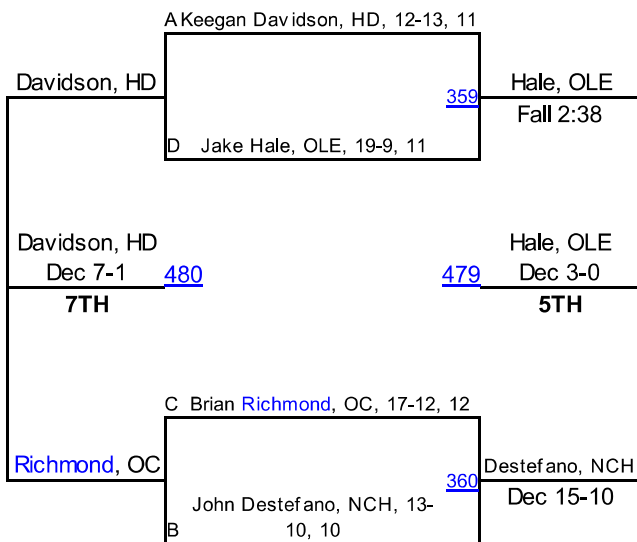 A Keegan Davidson, HD, 12-13, 11
Davidson, HD
359
Hale, OLE
Fall 2:38
D Jake Hale, OLE, 19-9, 11
Davidson, HD
Dec 7-1
480
7TH
Hale, OLE
479
Dec 3-0
5TH
C Brian Richmond, OC, 17-12, 12
Richmond, OC
360
Destefano, NCH
Dec 15-10
John Destefano, NCH, 13-
B 10, 10